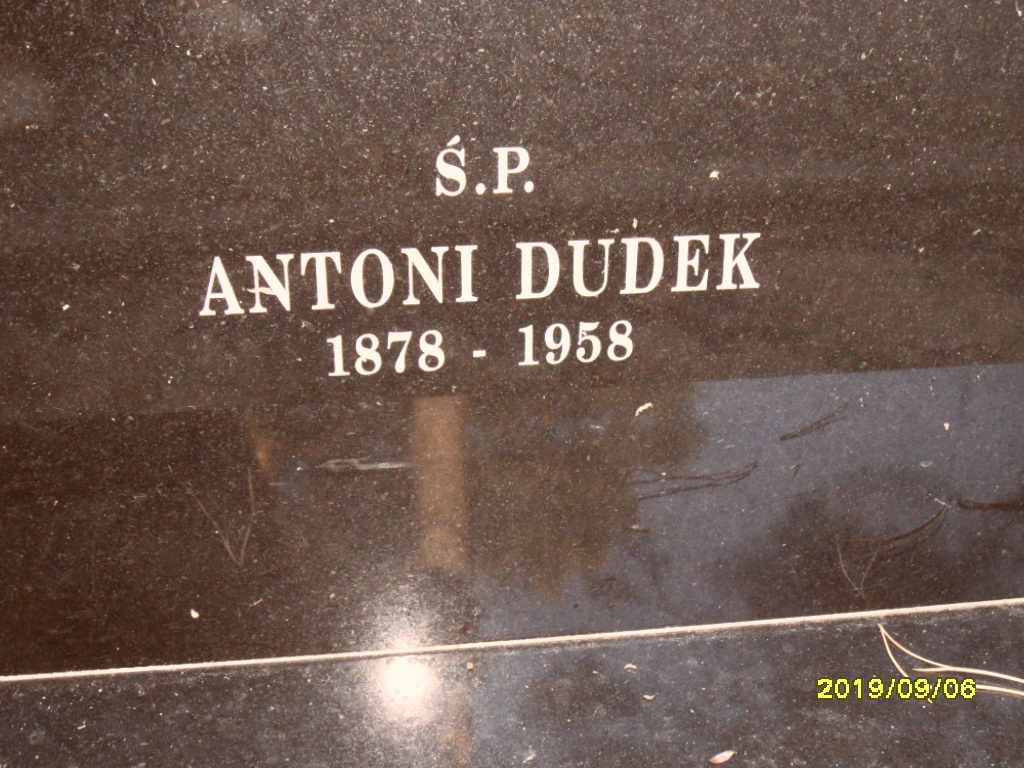 Ś.P.
ANTONI DUDEK
1878 - 1958
2019/09/06